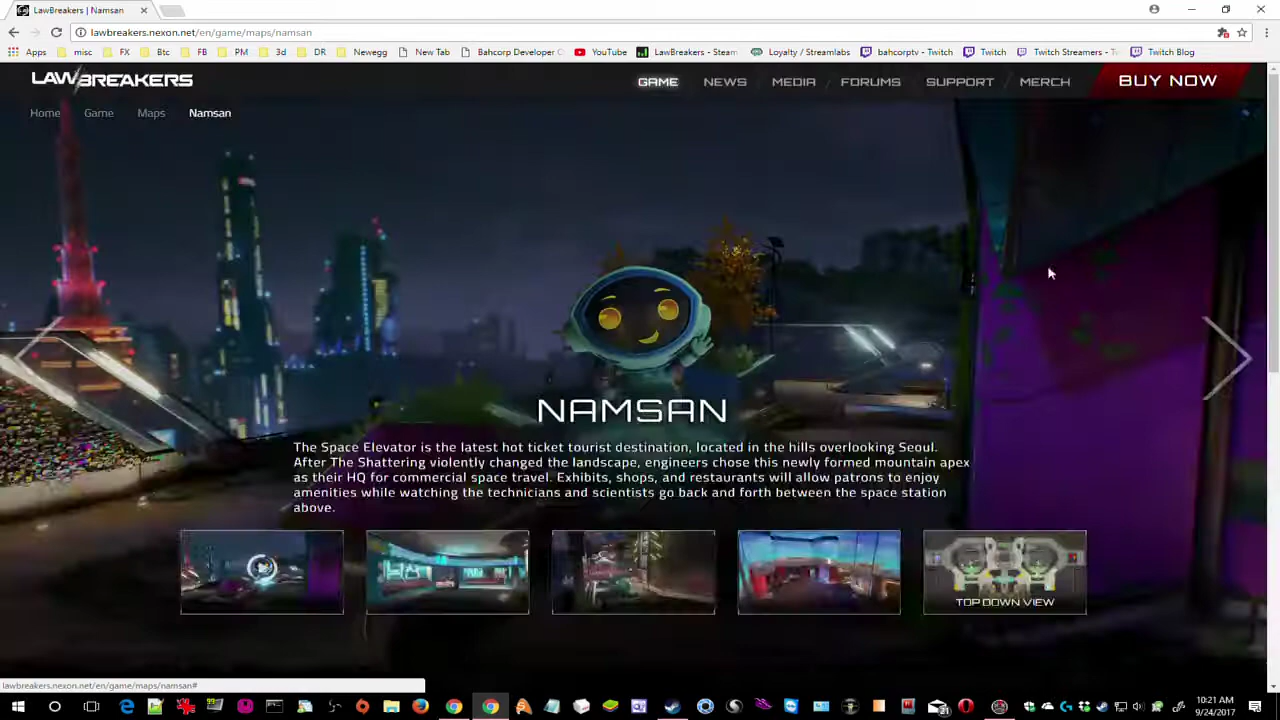 LawBreakers | Namsan
lawbreakers.nexon.net/en/game/maps/namsan
Apps misc FX Btc FB PM 3d DR Newegg New Tab Bahcorp Developer YouTube LawBreakers - Steam Loyalty / Streamlabs bahcorptv - Twitch Twitch Twitch Streamers - Tw Twitch Blog
LAWBREAKERS GAME NEWS MEDIA FORUMS SUPPORT MERCH BUY NOW
Home Game Maps Namsan
NAMSAN
The Space Elevator is the latest hot ticket tourist destination, located in the hills overlooking Seoul.
After The Shattering violently changed the landscape, engineers chose this newly formed mountain apex
as their HQ for commercial space travel. Exhibits, shops, and restaurants will allow patrons to enjoy
amenities while watching the technicians and scientists go back and forth between the space station
above.
TOP DOWN VIEW
lawbreakers.nexon.net/en/game/maps/namsan#
10:21 AM
9/24/2017